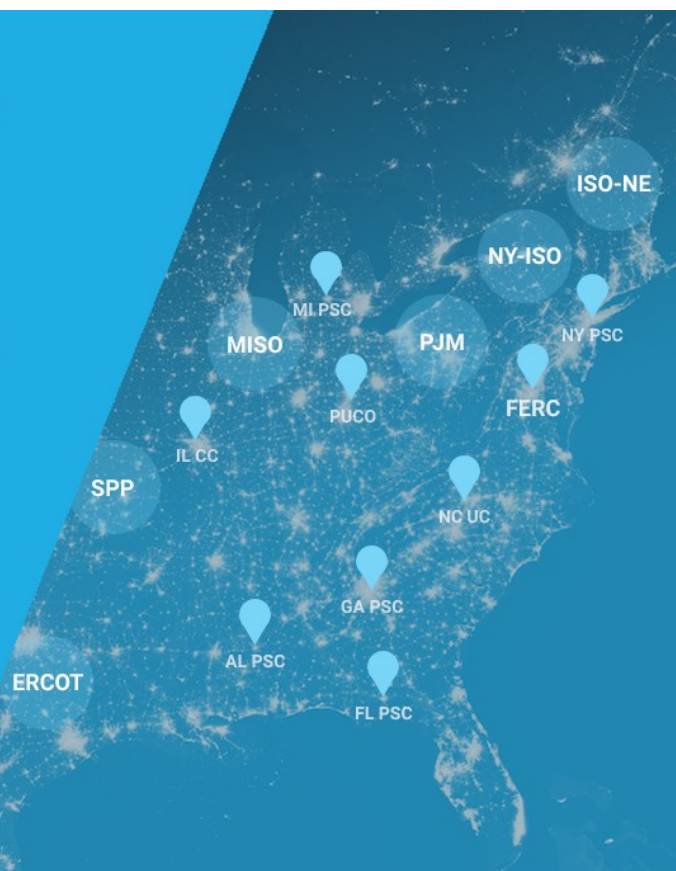 ISO-NE
NY-ISO
MI PSC
NY PSC
MISO
PJM
PUCO
FERC
IL CC
SPP
NC UC
GA PSC
AL PSC
ERCOT
FL PSC